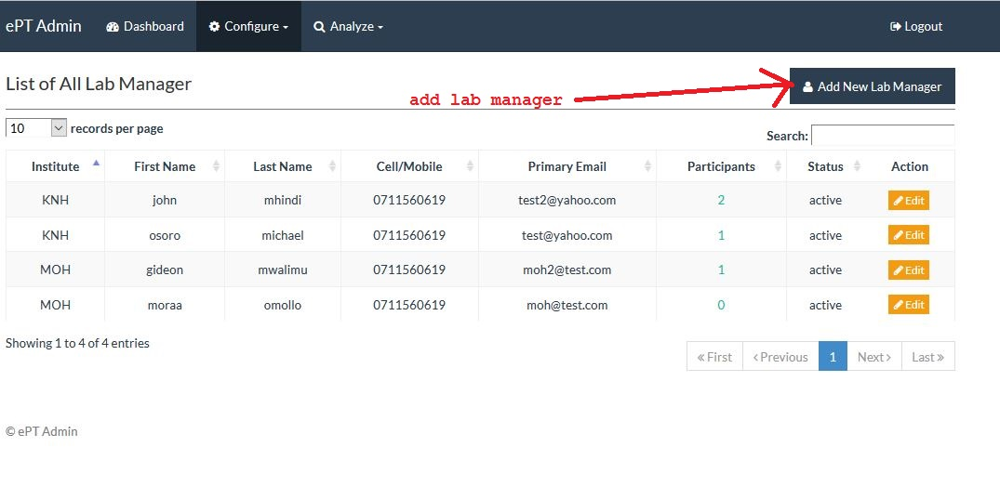 ePT Admin Dashboard Configure Analyze Logout
List of All Lab Manager
add lab manager
Add New Lab Manager
10 records per page
Search:
Institute First Name Last Name Cell/Mobile Primary Email Participants Status Action
KNH john mhindi 0711560619 test2@yahoo.com 2 active Edit
KNH osoro michael 0711560619 test@yahoo.com 1 active Edit
MOH gideon mwalimu 0711560619 moh2@test.com 1 active Edit
MOH moraa omollo 0711560619 moh@test.com 0 active Edit
Showing 1 to 4 of 4 entries
« First ‹ Previous 1 Next › Last »
© ePT Admin